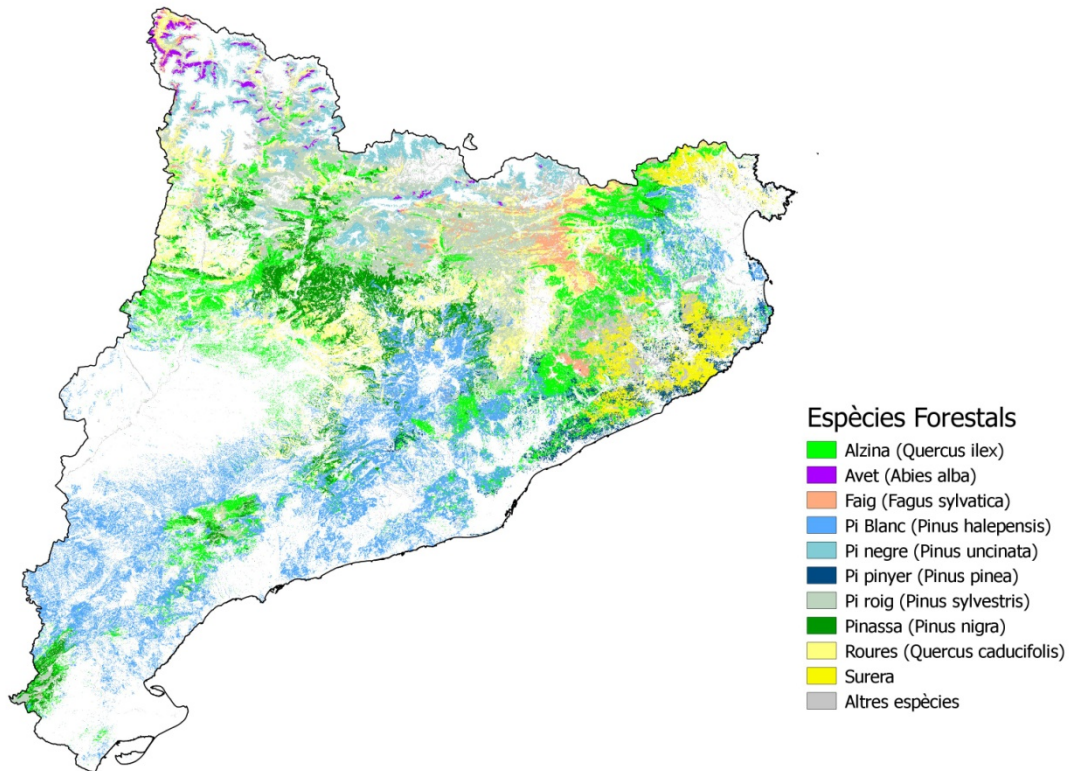 Espècies Forestals
Alzina (Quercus ilex)
Avet (Abies alba)
Faig (Fagus sylvatica)
Pi Blanc (Pinus halepensis)
Pi negre (Pinus uncinata)
Pi pinyer (Pinus pinea)
Pi roig (Pinus sylvestris)
Pinassa (Pinus nigra)
Roures (Quercus caducifolis)
Surera
Altres espècies